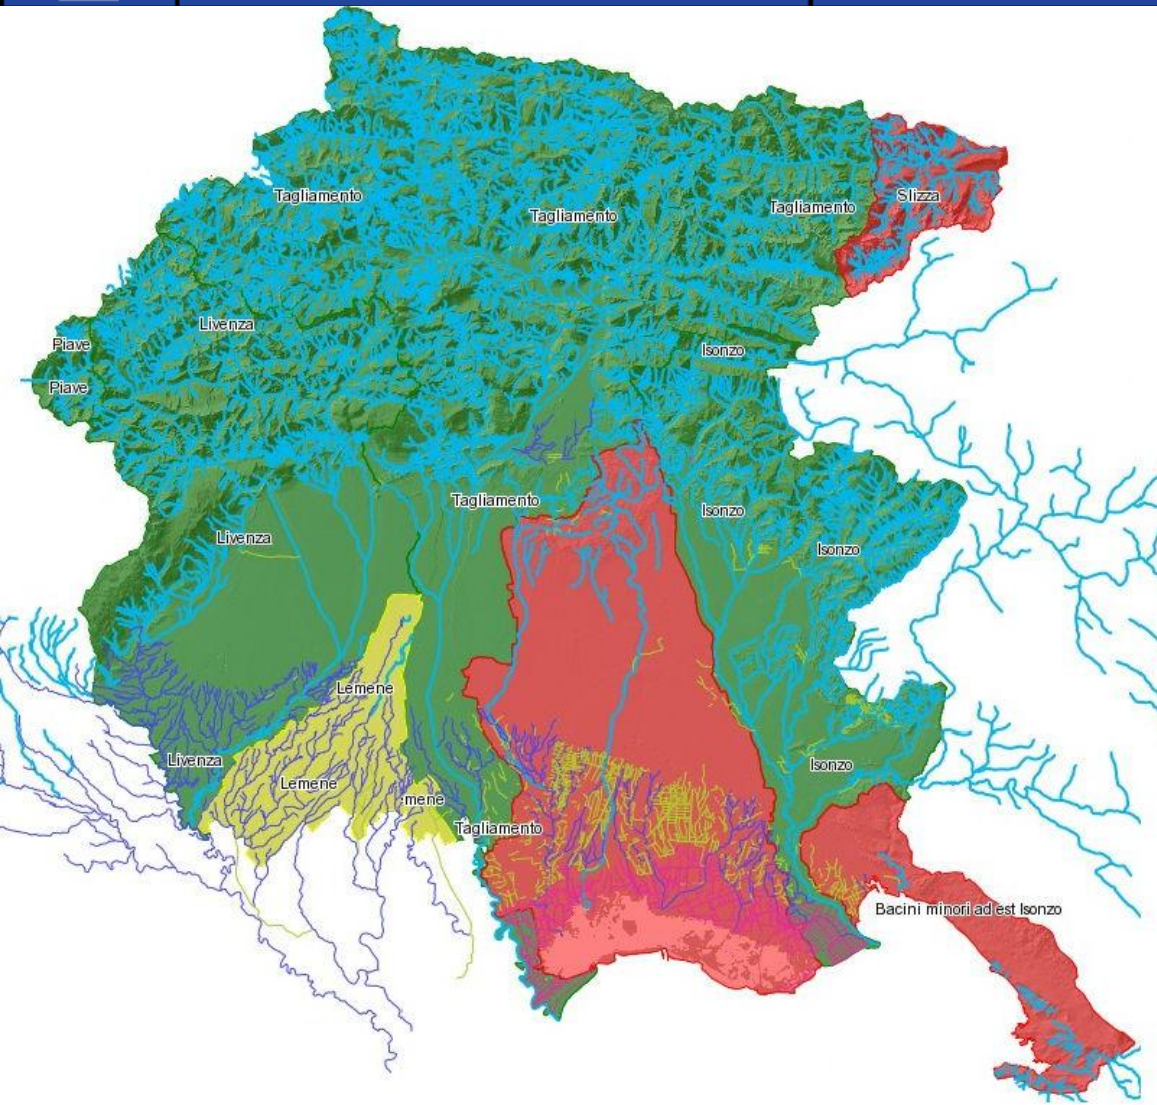 Tagliamento
Slizza
Tagliamento
Tagliamento
Livenza
Piave
Isonzo
Piave
Tagliamento
Isonzo
Livenza
Isonzo
Lemene
Livenza
Isonzo
Lemene
mene
Tagliamento
Bacini minori ad est Isonzo